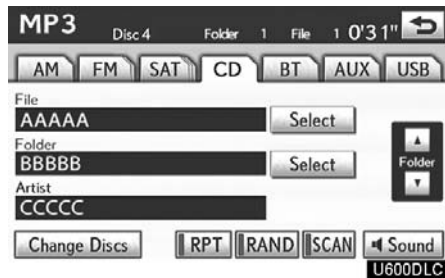 MP3 Disc 4 Folder 1 File 1 0'31"
AM FM SAT CD BT AUX USB
File
AAAAA Select
Folder
BBBBB Select
Folder
Artist
CCCCC
Change Discs RPT RAND SCAN Sound
U600DLC